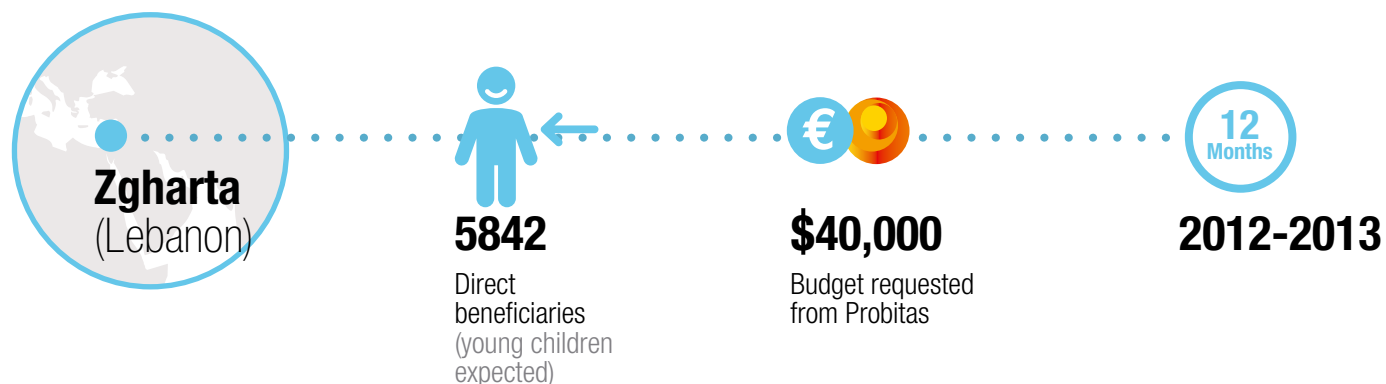 Zgharta
(Lebanon)
5842
Direct
beneficiaries
(young children
expected)
€
$40,000
Budget requested
from Probitas
12
Months
2012-2013